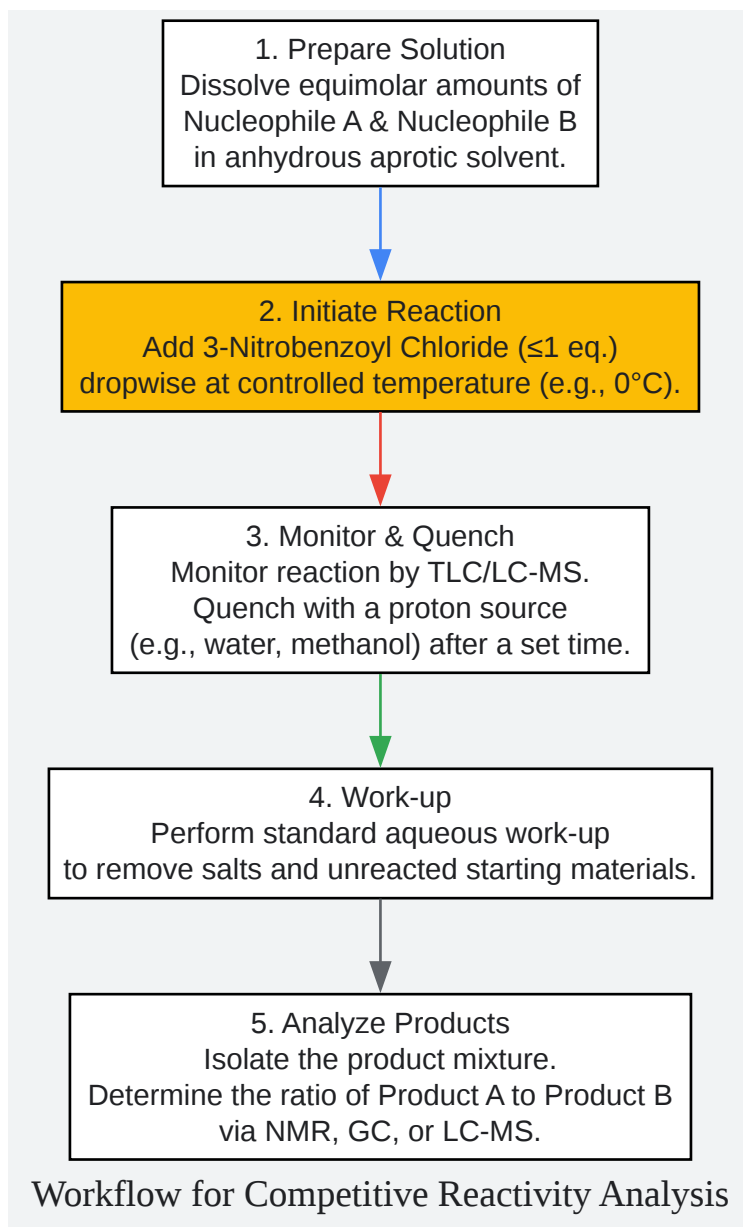 1. Prepare Solution
Dissolve equimolar amounts of
Nucleophile A & Nucleophile B
in anhydrous aprotic solvent.
2. Initiate Reaction
Add 3-Nitrobenzoyl Chloride (≤1 eq.)
dropwise at controlled temperature (e.g., 0°C).
3. Monitor & Quench
Monitor reaction by TLC/LC-MS.
Quench with a proton source
(e.g., water, methanol) after a set time.
4. Work-up
Perform standard aqueous work-up
to remove salts and unreacted starting materials.
5. Analyze Products
Isolate the product mixture.
Determine the ratio of Product A to Product B
via NMR, GC, or LC-MS.
Workflow for Competitive Reactivity Analysis